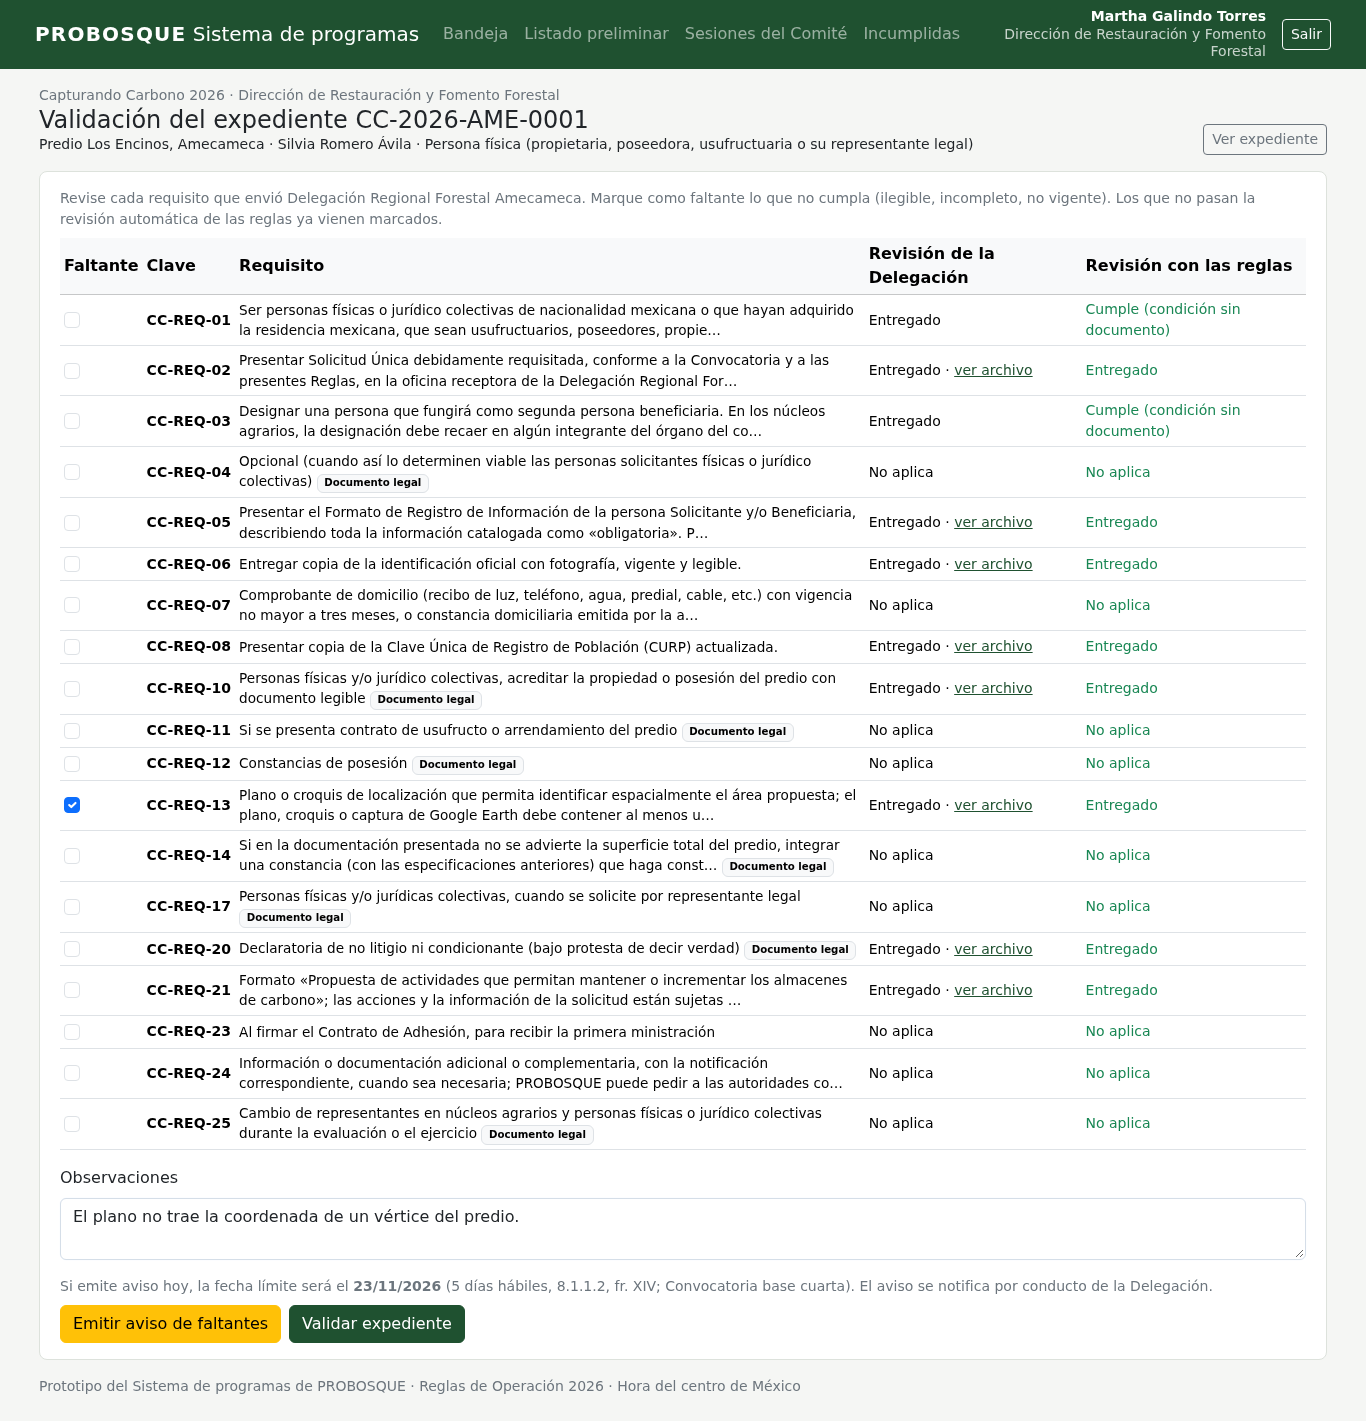 PROBOSQUE Sistema de programas Bandeja Listado preliminar Sesiones del Comité Incumplidas
Martha Galindo Torres
Dirección de Restauración y Fomento
Forestal
Salir
Capturando Carbono 2026 · Dirección de Restauración y Fomento Forestal
Validación del expediente CC-2026-AME-0001
Predio Los Encinos, Amecameca · Silvia Romero Ávila · Persona física (propietaria, poseedora, usufructuaria o su representante legal)
Ver expediente
Revise cada requisito que envió Delegación Regional Forestal Amecameca. Marque como faltante lo que no cumpla (ilegible, incompleto, no vigente). Los que no pasan la
revisión automática de las reglas ya vienen marcados.
Faltante Clave Requisito Revisión de la Delegación Revisión con las reglas
CC-REQ-01 Ser personas físicas o jurídico colectivas de nacionalidad mexicana o que hayan adquirido
la residencia mexicana, que sean usufructuarios, poseedores, propie… Entregado Cumple (condición sin documento)
CC-REQ-02 Presentar Solicitud Única debidamente requisitada, conforme a la Convocatoria y a las
presentes Reglas, en la oficina receptora de la Delegación Regional For… Entregado · ver archivo Entregado
CC-REQ-03 Designar una persona que fungirá como segunda persona beneficiaria. En los núcleos
agrarios, la designación debe recaer en algún integrante del órgano del co… Entregado Cumple (condición sin documento)
CC-REQ-04 Opcional (cuando así lo determinen viable las personas solicitantes físicas o jurídico
colectivas) Documento legal No aplica No aplica
CC-REQ-05 Presentar el Formato de Registro de Información de la persona Solicitante y/o Beneficiaria,
describiendo toda la información catalogada como «obligatoria». P… Entregado · ver archivo Entregado
CC-REQ-06 Entregar copia de la identificación oficial con fotografía, vigente y legible. Entregado · ver archivo Entregado
CC-REQ-07 Comprobante de domicilio (recibo de luz, teléfono, agua, predial, cable, etc.) con vigencia
no mayor a tres meses, o constancia domiciliaria emitida por la a… No aplica No aplica
CC-REQ-08 Presentar copia de la Clave Única de Registro de Población (CURP) actualizada. Entregado · ver archivo Entregado
CC-REQ-10 Personas físicas y/o jurídico colectivas, acreditar la propiedad o posesión del predio con
documento legible Documento legal Entregado · ver archivo Entregado
CC-REQ-11 Si se presenta contrato de usufructo o arrendamiento del predio Documento legal No aplica No aplica
CC-REQ-12 Constancias de posesión Documento legal No aplica No aplica
CC-REQ-13 Plano o croquis de localización que permita identificar espacialmente el área propuesta; el
plano, croquis o captura de Google Earth debe contener al menos u… Entregado · ver archivo Entregado
CC-REQ-14 Si en la documentación presentada no se advierte la superficie total del predio, integrar
una constancia (con las especificaciones anteriores) que haga const… Documento legal No aplica No aplica
CC-REQ-17 Personas físicas y/o jurídicas colectivas, cuando se solicite por representante legal
Documento legal No aplica No aplica
CC-REQ-20 Declaratoria de no litigio ni condicionante (bajo protesta de decir verdad) Documento legal Entregado · ver archivo Entregado
CC-REQ-21 Formato «Propuesta de actividades que permitan mantener o incrementar los almacenes
de carbono»; las acciones y la información de la solicitud están sujetas … Entregado · ver archivo Entregado
CC-REQ-23 Al firmar el Contrato de Adhesión, para recibir la primera ministración No aplica No aplica
CC-REQ-24 Información o documentación adicional o complementaria, con la notificación
correspondiente, cuando sea necesaria; PROBOSQUE puede pedir a las autoridades co… No aplica No aplica
CC-REQ-25 Cambio de representantes en núcleos agrarios y personas físicas o jurídico colectivas
durante la evaluación o el ejercicio Documento legal No aplica No aplica
Observaciones
El plano no trae la coordenada de un vértice del predio.
Si emite aviso hoy, la fecha límite será el 23/11/2026 (5 días hábiles, 8.1.1.2, fr. XIV; Convocatoria base cuarta). El aviso se notifica por conducto de la Delegación.
Emitir aviso de faltantes Validar expediente
Prototipo del Sistema de programas de PROBOSQUE · Reglas de Operación 2026 · Hora del centro de México